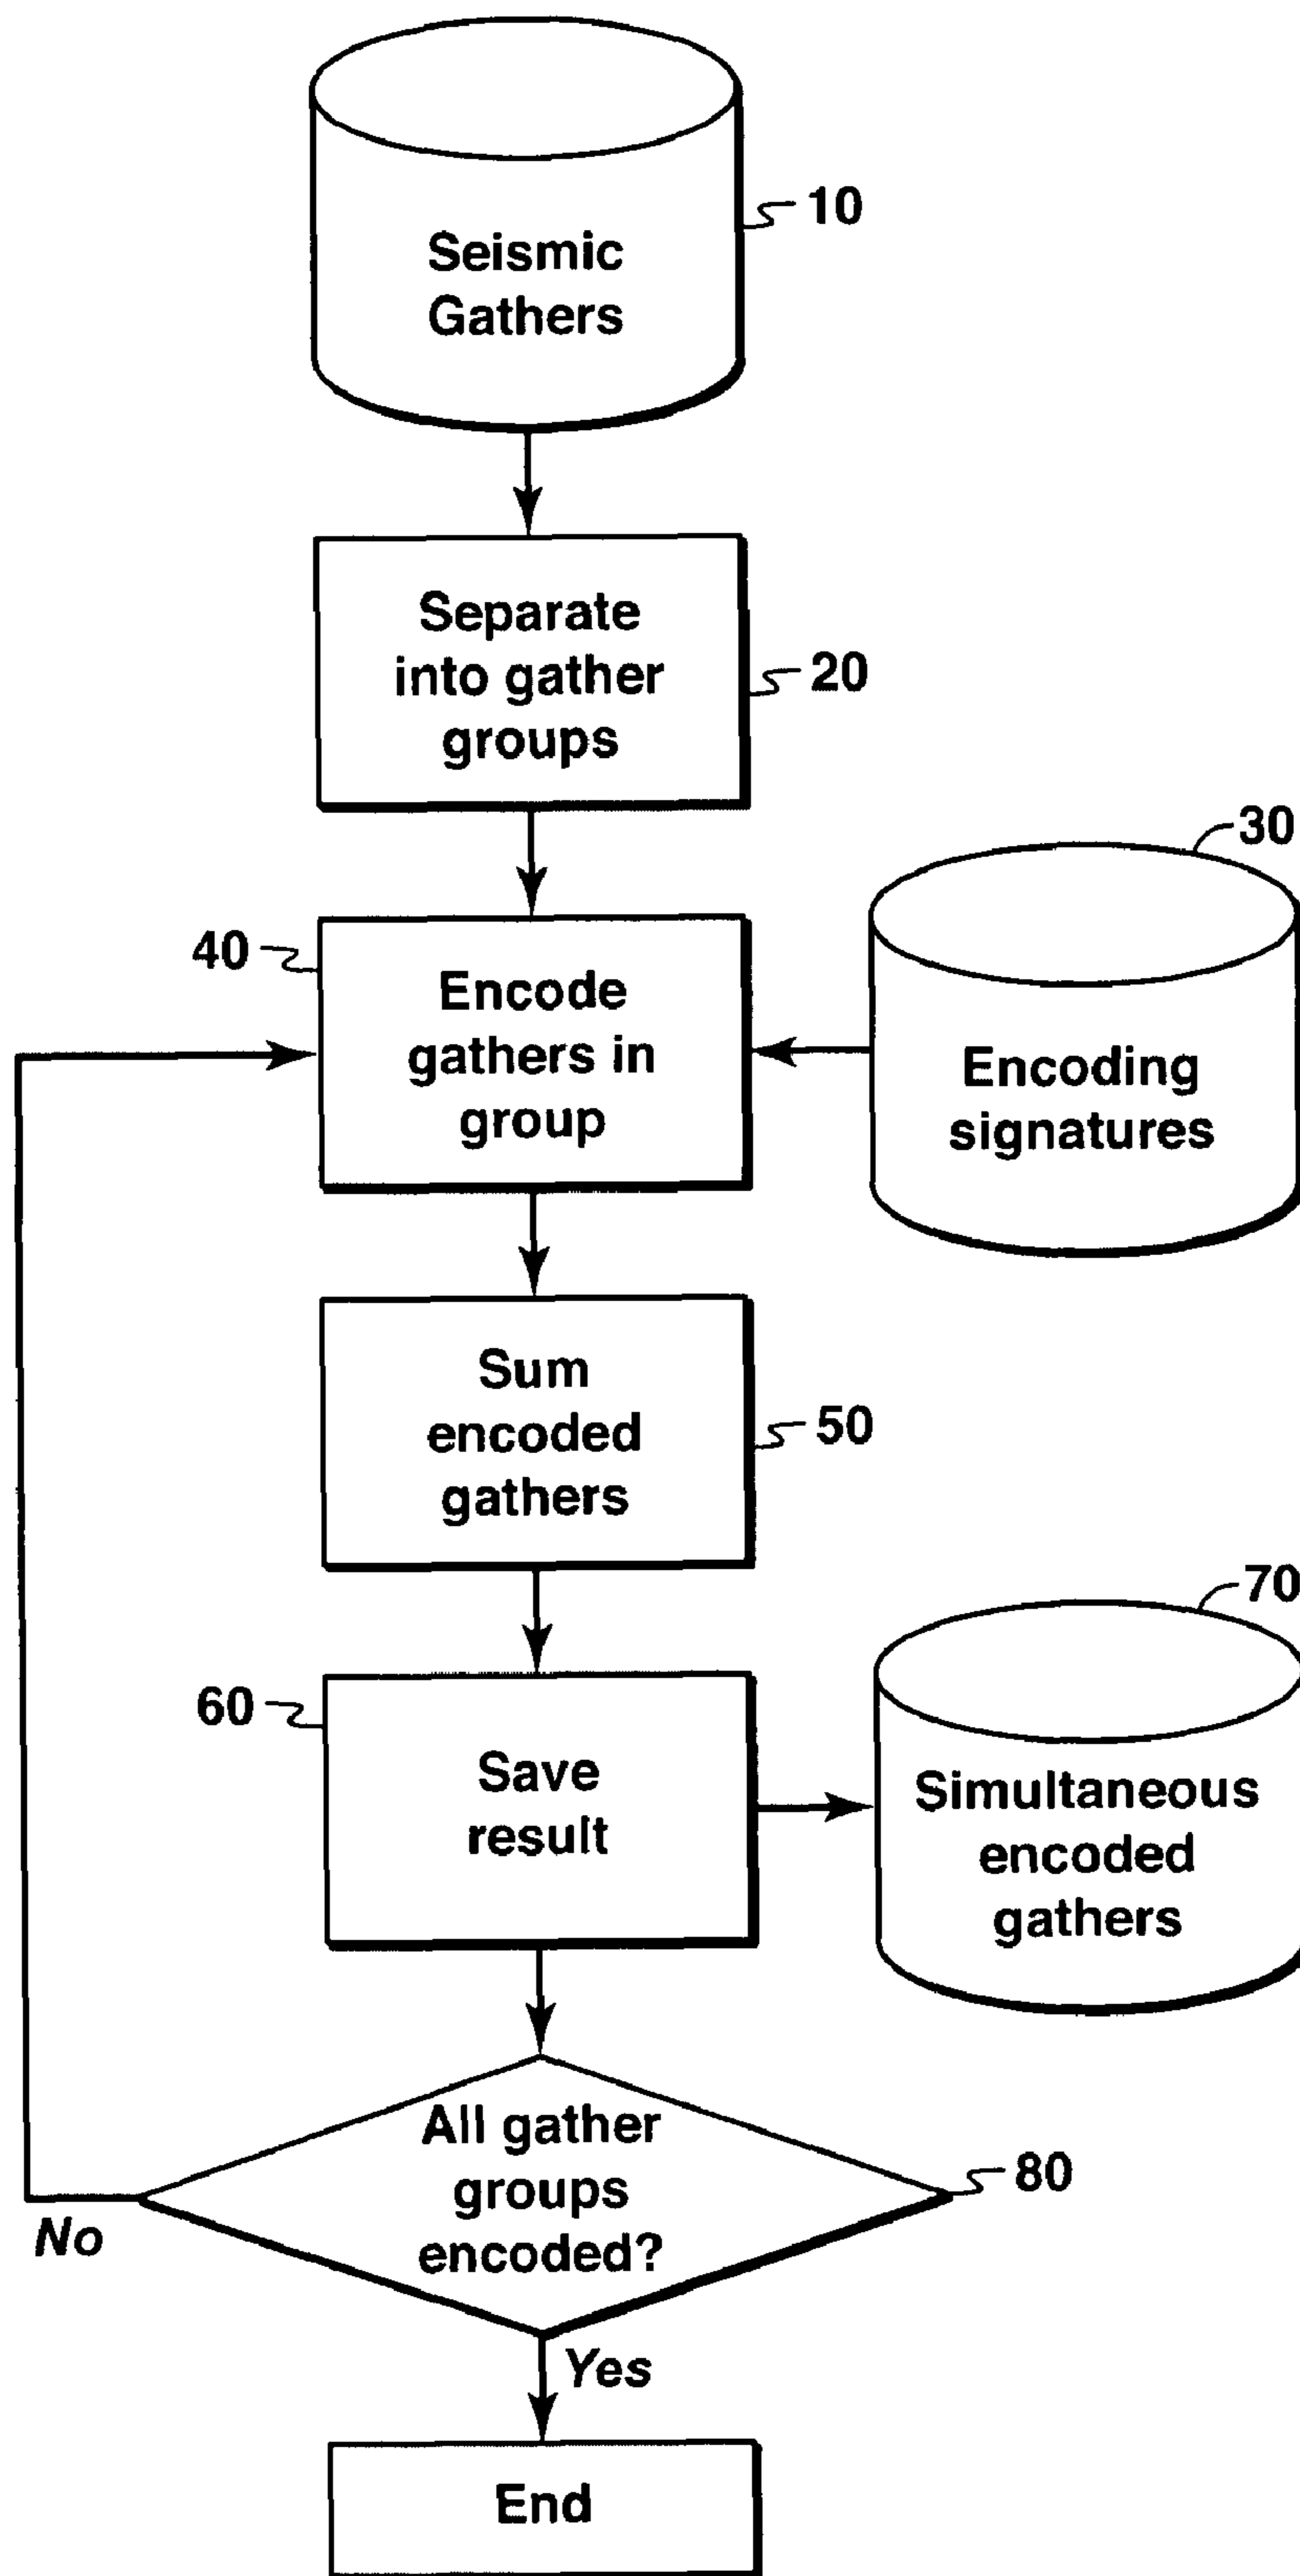 Seismic
Gathers
10
Separate
into gather
groups
20
30
40
Encode
gathers in
group
Encoding
signatures
Sum
encoded
gathers
50
70
60
Save
result
Simultaneous
encoded
gathers
All gather
groups
encoded?
80
No
Yes
End